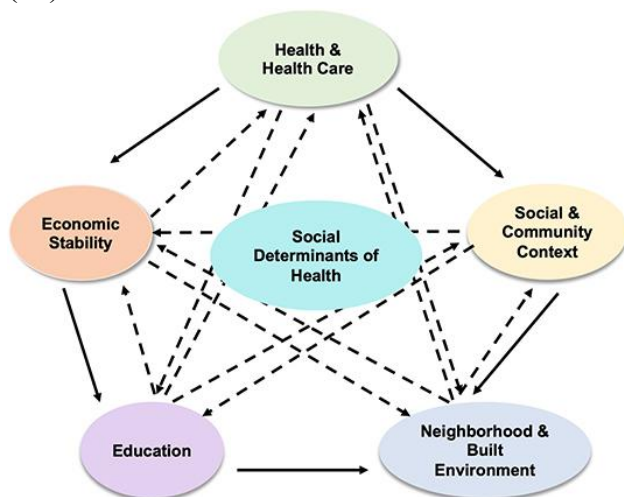 Health &
Health Care
Economic
Stability
Social
Determinants of
Health
Social &
Community
Context
Education
Neighborhood &
Built
Environment